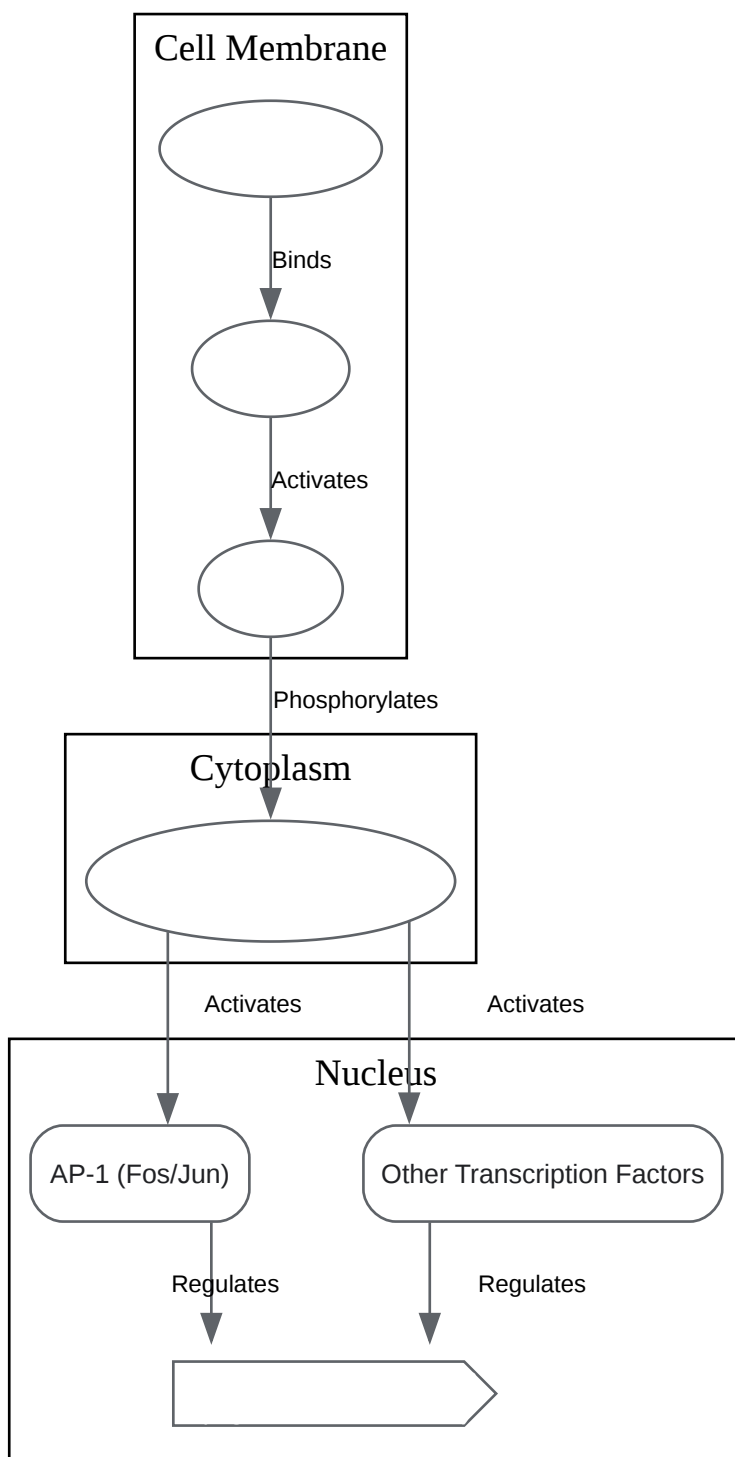 Cell Membrane
Binds
Activates
Phosphorylates
Cytoplasm
Activates
Activates
Nucleus
AP-1 (Fos/Jun)
Other Transcription Factors
Regulates
Regulates